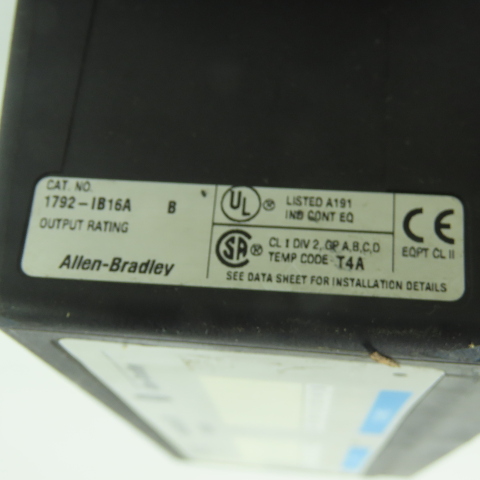 CAT. NO.
1792-IB16A B
OUTPUT RATING
Allen-Bradley
UL ® LISTED A191
IND CONT EQ
SA ® CL I DIV 2, GP A,B,C,D
TEMP CODE T4A
CE
EQPT CL II
SEE DATA SHEET FOR INSTALLATION DETAILS